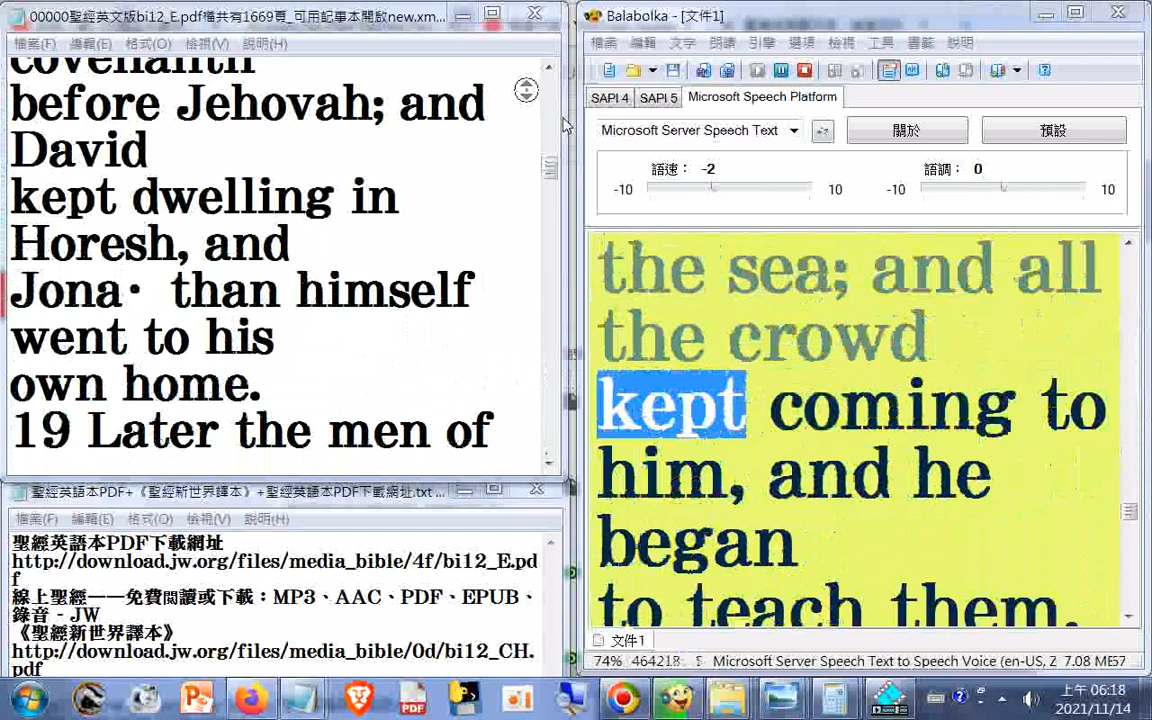 00000聖經英文版bi12_E.pdf檔共有1669頁_可用記事本開啟new.xm...
檔案(F) 編輯(E) 格式(O) 檢視(V) 說明(H)
covenanth
before Jehovah; and
David
kept dwelling in
Horesh, and
Jona· than himself
went to his
own home.
19 Later the men of
聖經英語本PDF+《聖經新世界譯本》+聖經英語本PDF下載網址.txt ...
檔案(F) 編輯(E) 格式(O) 檢視(V) 說明(H)
聖經英語本PDF下載網址
http://download.jw.org/files/media_bible/4f/bi12_E.pd
f
線上聖經——免費閱讀或下載：MP3、AAC、PDF、EPUB、
錄音 - JW
《聖經新世界譯本》
http://download.jw.org/files/media_bible/0d/bi12_CH.
pdf
Balabolka - [文件1]
檔案 編輯 文字 朗讀 引擎 選項 檢視 工具 書籤 說明
SAPI 4 SAPI 5 Microsoft Speech Platform
Microsoft Server Speech Text 關於 預設
語速： -2 語調： 0
-10 10 -10 10
the sea; and all
the crowd
kept coming to
him, and he
began
to teach them.
文件1
74% Microsoft Server Speech Text to Speech Voice (en-US, Z 7.08 ME
上午 06:18
2021/11/14